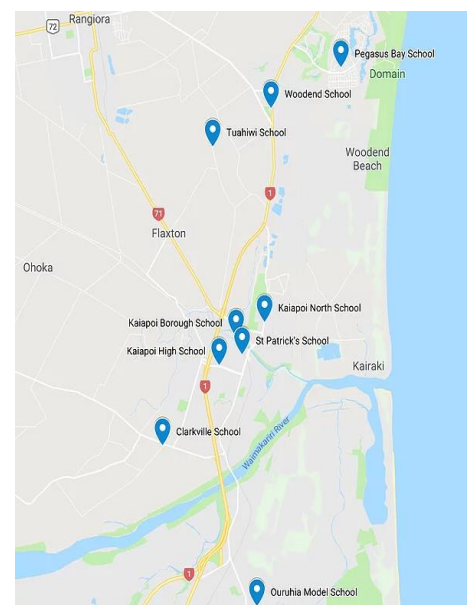 Rangiora
72
Pegasus Bay School
Domain
Woodend School
Tuahiwi School
Woodend
Beach
1
71
Flaxton
Ohoka
Kaiapoi North School
Kaiapoi Borough School
St Patrick's School
Kaiapoi High School
Kairaki
1
Clarkville School
Waimakariri River
1
Ouruhia Model School